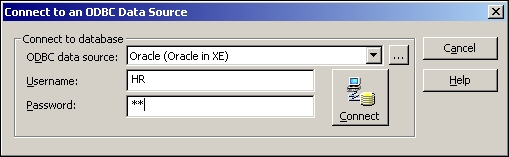 Connect to an ODBC Data Source
Connect to database
ODBC data source: Oracle (Oracle in XE) ...
Username: HR
Password: **
Connect
Cancel
Help